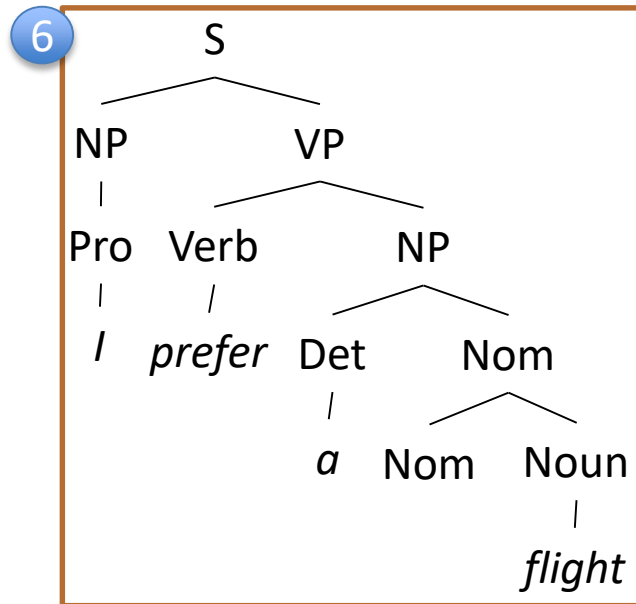 6
S
NP VP
Pro Verb NP
I prefer Det Nom
a Nom Noun
flight